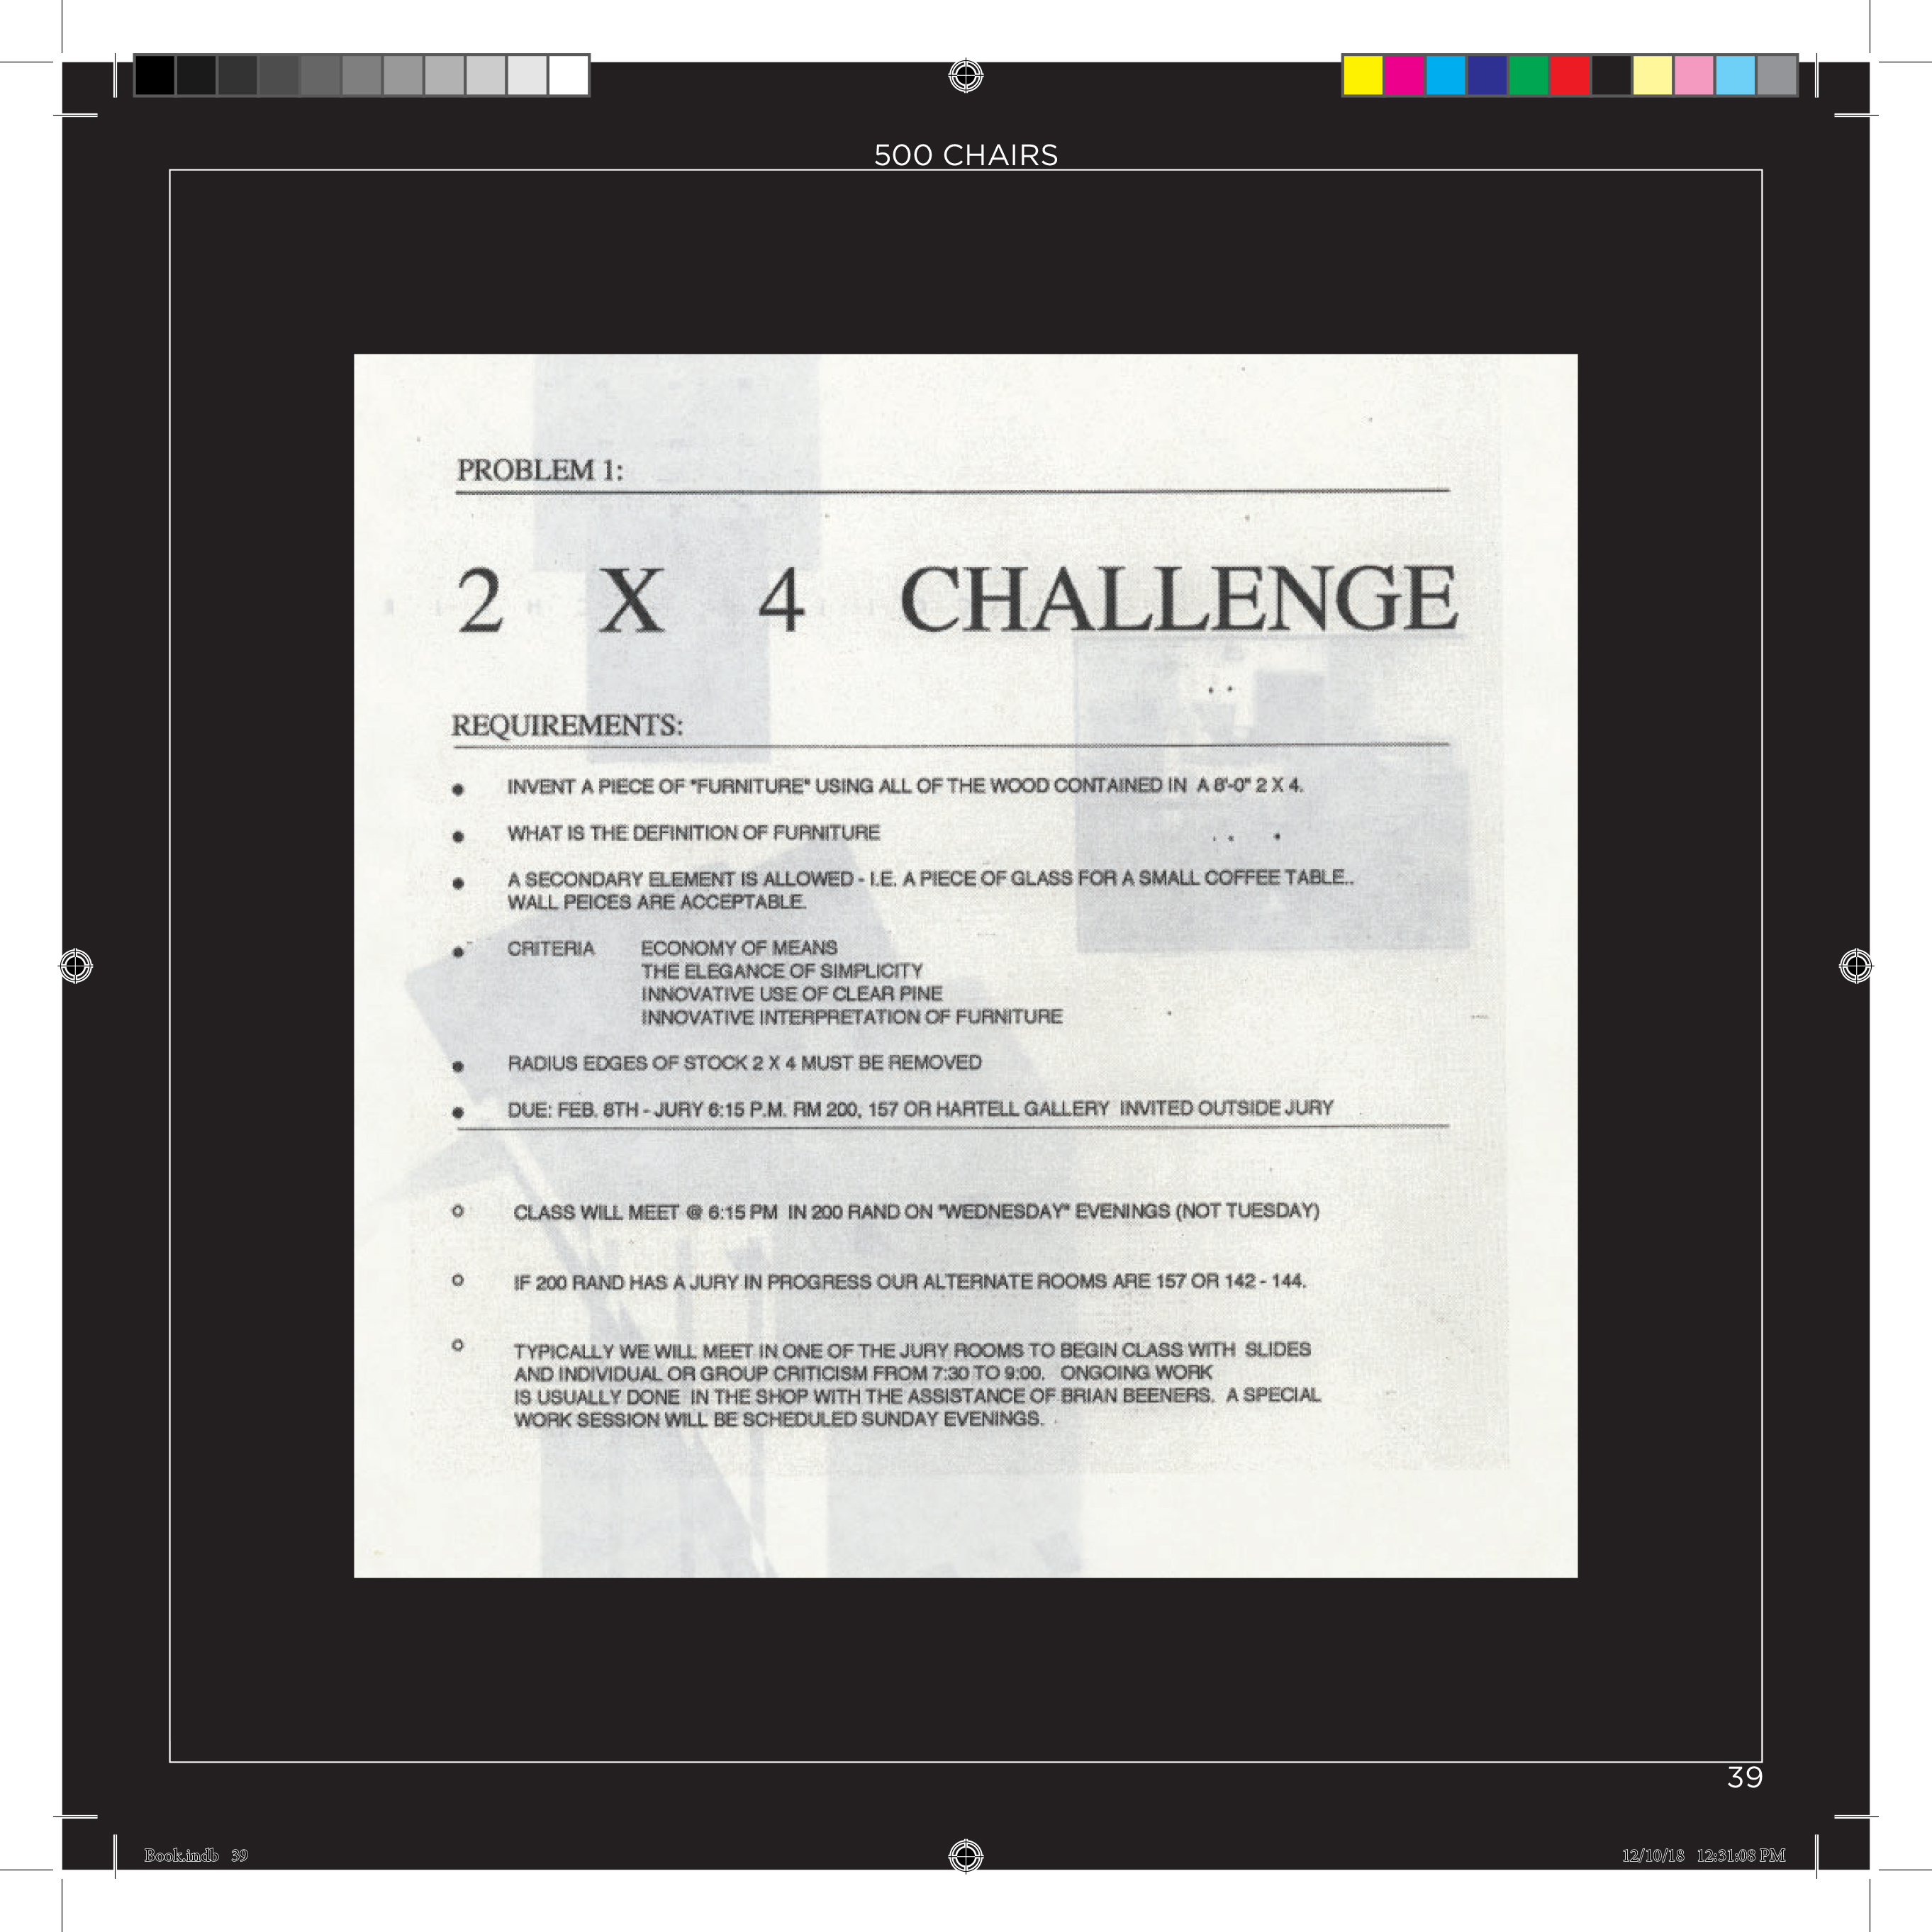 500 CHAIRS
PROBLEM 1:
2 X 4 CHALLENGE
REQUIREMENTS:
● INVENT A PIECE OF "FURNITURE" USING ALL OF THE WOOD CONTAINED IN A 8'-0" 2 X 4.
● WHAT IS THE DEFINITION OF FURNITURE
● A SECONDARY ELEMENT IS ALLOWED - I.E. A PIECE OF GLASS FOR A SMALL COFFEE TABLE..
WALL PEICES ARE ACCEPTABLE.
● CRITERIA ECONOMY OF MEANS
THE ELEGANCE OF SIMPLICITY
INNOVATIVE USE OF CLEAR PINE
INNOVATIVE INTERPRETATION OF FURNITURE
● RADIUS EDGES OF STOCK 2 X 4 MUST BE REMOVED
● DUE: FEB. 8TH - JURY 6:15 P.M. RM 200, 157 OR HARTELL GALLERY INVITED OUTSIDE JURY
○ CLASS WILL MEET @ 6:15 PM IN 200 RAND ON "WEDNESDAY" EVENINGS (NOT TUESDAY)
○ IF 200 RAND HAS A JURY IN PROGRESS OUR ALTERNATE ROOMS ARE 157 OR 142 - 144.
○ TYPICALLY WE WILL MEET IN ONE OF THE JURY ROOMS TO BEGIN CLASS WITH SLIDES
AND INDIVIDUAL OR GROUP CRITICISM FROM 7:30 TO 9:00. ONGOING WORK
IS USUALLY DONE IN THE SHOP WITH THE ASSISTANCE OF BRIAN BEENERS. A SPECIAL
WORK SESSION WILL BE SCHEDULED SUNDAY EVENINGS.
39
Book.indb 39
12/10/18 12:31:08 PM